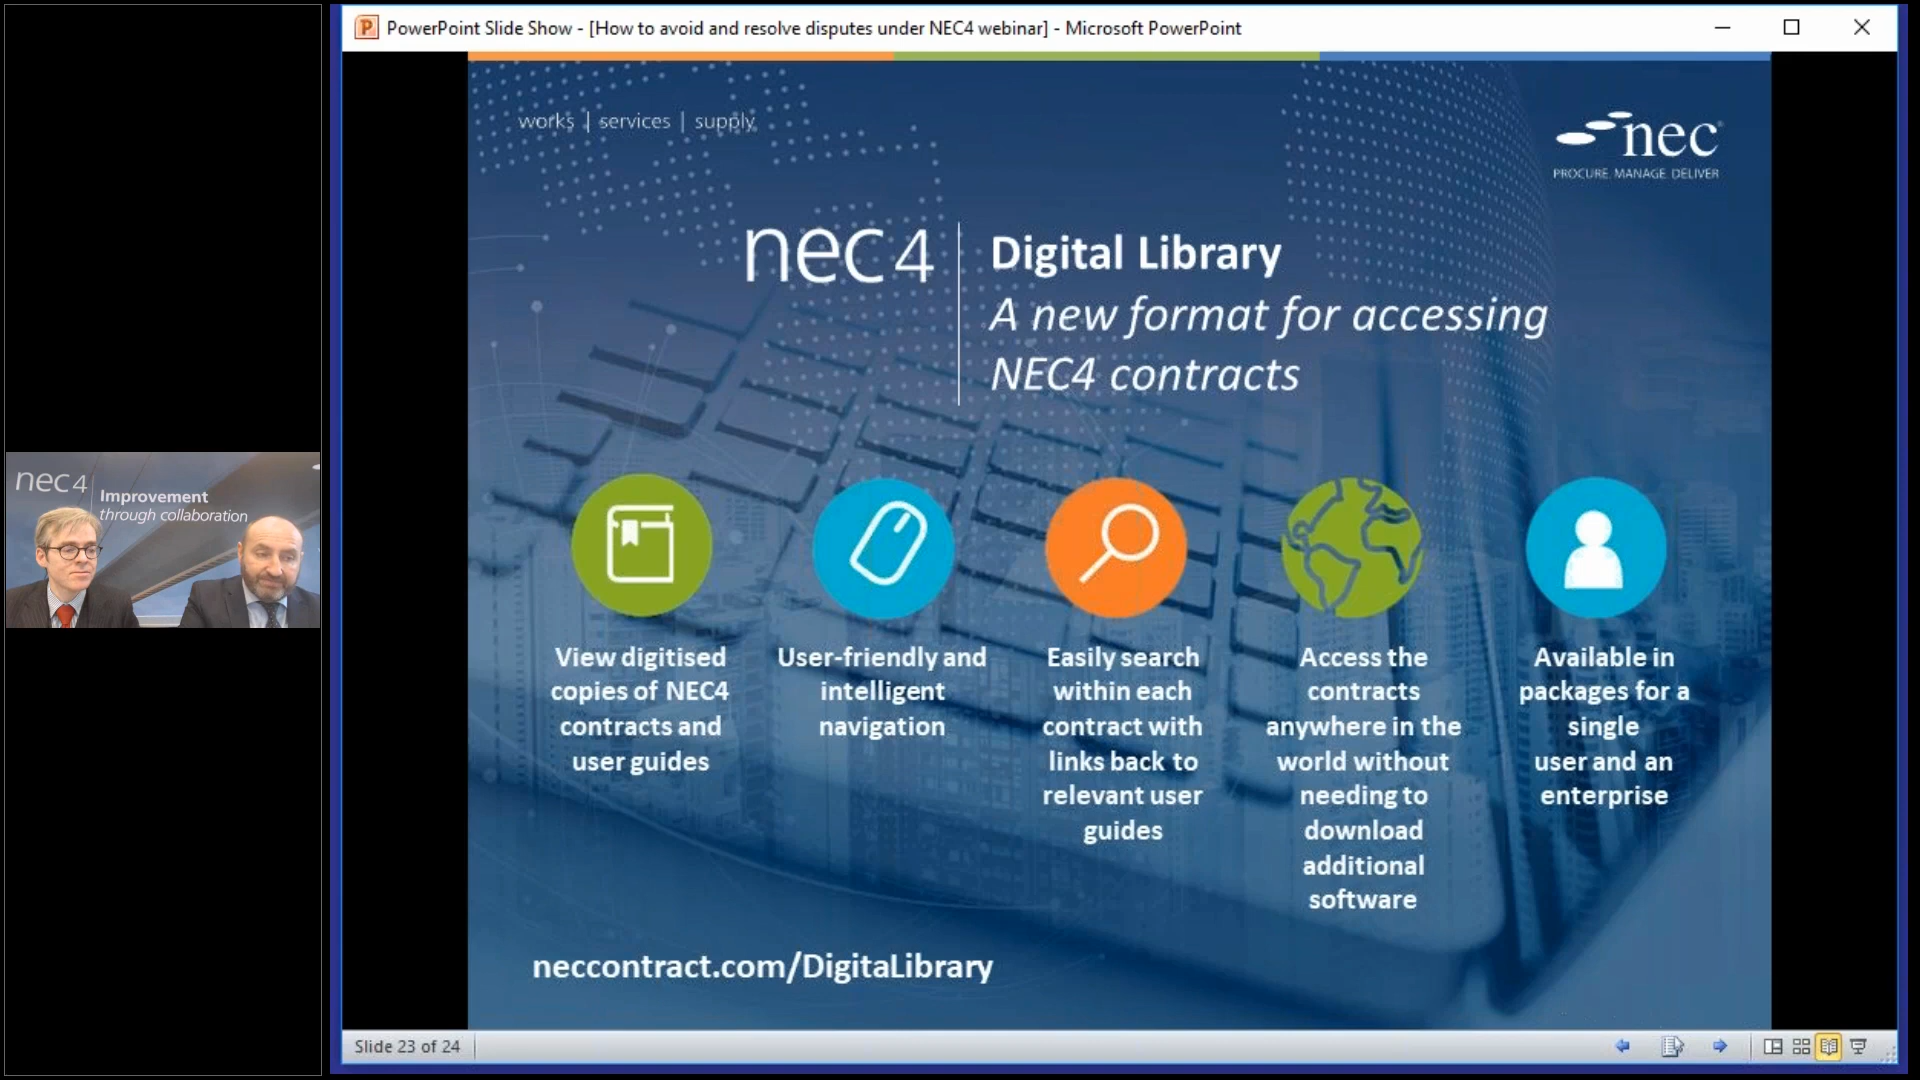 PowerPoint Slide Show - [How to avoid and resolve disputes under NEC4 webinar] - Microsoft PowerPoint
works | services | supply
nec
PROCURE. MANAGE. DELIVER
nec4
Digital Library
A new format for accessing
NEC4 contracts
nec4
Improvement
through collaboration
View digitised
copies of NEC4
contracts and
user guides
User-friendly and
intelligent
navigation
Easily search
within each
contract with
links back to
relevant user
guides
Access the
contracts
anywhere in the
world without
needing to
download
additional
software
Available in
packages for a
single
user and an
enterprise
neccontract.com/DigitaLibrary
Slide 23 of 24